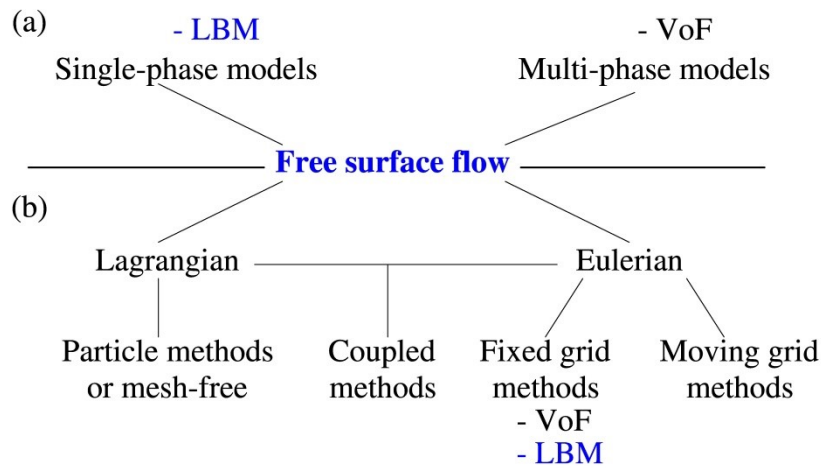 (a)
- LBM
- VoF
Single-phase models
Multi-phase models
Free surface flow
(b)
Lagrangian
Eulerian
Particle methods
or mesh-free
Coupled
methods
Fixed grid
methods
- VoF
- LBM
Moving grid
methods